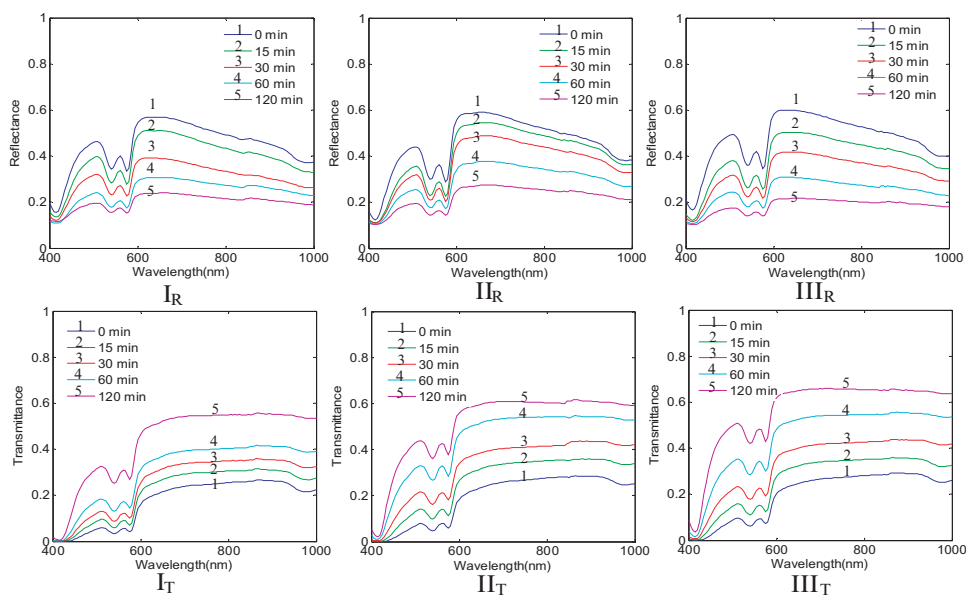 1
0.8
0.6
0.4
0.2
0
400 600 800 1000
Reflectance
Wavelength(nm)
1 0 min
2 15 min
3 30 min
4 60 min
5 120 min
1
2
3
4
5
I_R
1
0.8
0.6
0.4
0.2
0
400 600 800 1000
Reflectance
Wavelength(nm)
1 0 min
2 15 min
3 30 min
4 60 min
5 120 min
1
2
3
4
5
II_R
1
0.8
0.6
0.4
0.2
0
400 600 800 1000
Reflectance
Wavelength(nm)
1 0 min
2 15 min
3 30 min
4 60 min
5 120 min
1
2
3
4
5
III_R
1
0.8
0.6
0.4
0.2
0
400 600 800 1000
Transmittance
Wavelength(nm)
1 0 min
2 15 min
3 30 min
4 60 min
5 120 min
5
4
3
2
1
I_T
1
0.8
0.6
0.4
0.2
0
400 600 800 1000
Transmittance
Wavelength(nm)
1 0 min
2 15 min
3 30 min
4 60 min
5 120 min
5
4
3
2
1
II_T
1
0.8
0.6
0.4
0.2
0
400 600 800 1000
Transmittance
Wavelength(nm)
1 0 min
2 15 min
3 30 min
4 60 min
5 120 min
5
4
3
2
1
III_T